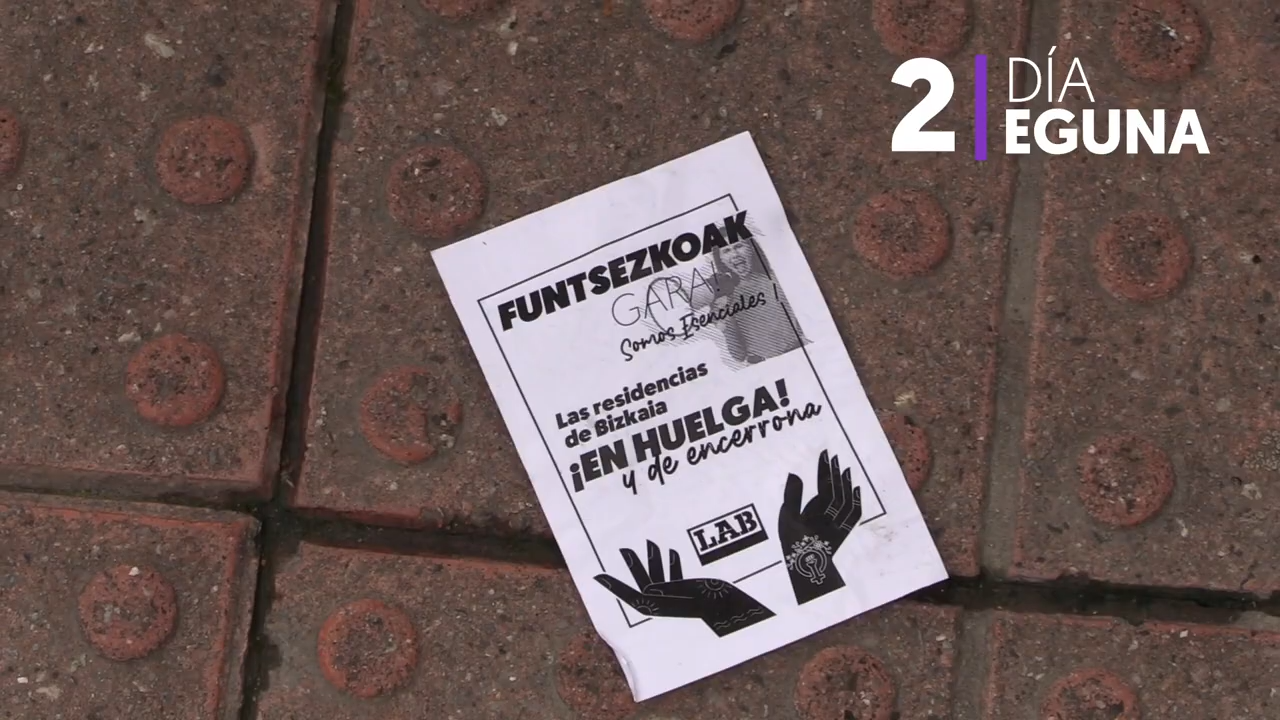 2 DÍA
EGUNA
FUNTSEZKOAK
GARA!
Somos Esenciales!
Las residencias
de Bizkaia
¡EN HUELGA!
y de encerrona
LAB